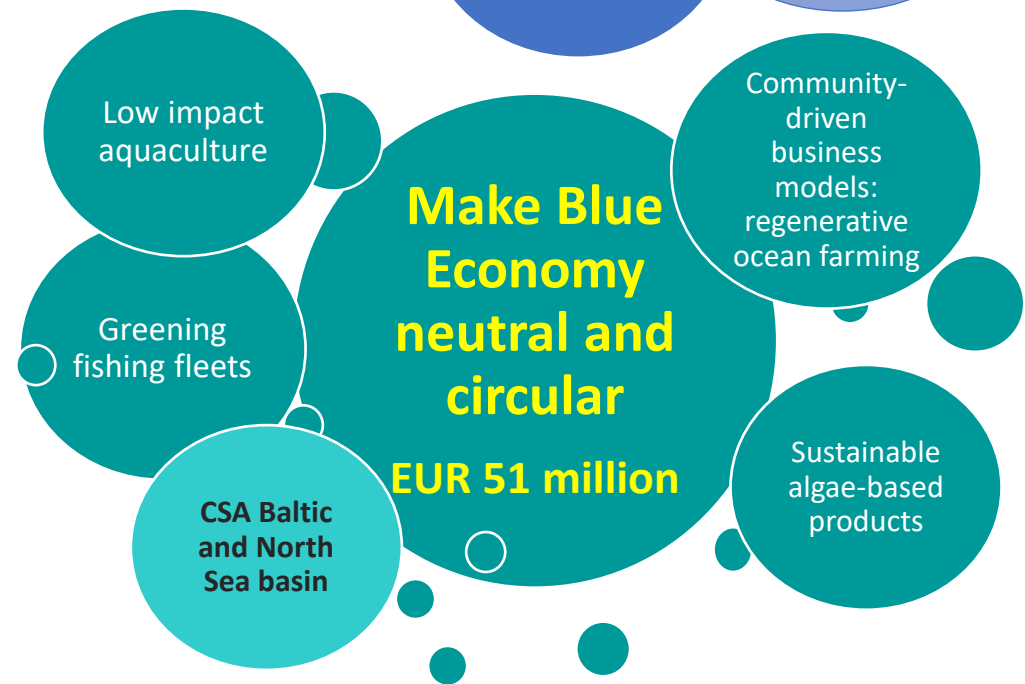 Low impact
aquaculture
Greening
fishing fleets
CSA Baltic
and North
Sea basin
Make Blue
Economy
neutral and
circular
EUR 51 million
Community-
driven
business
models:
regenerative
ocean farming
Sustainable
algae-based
products